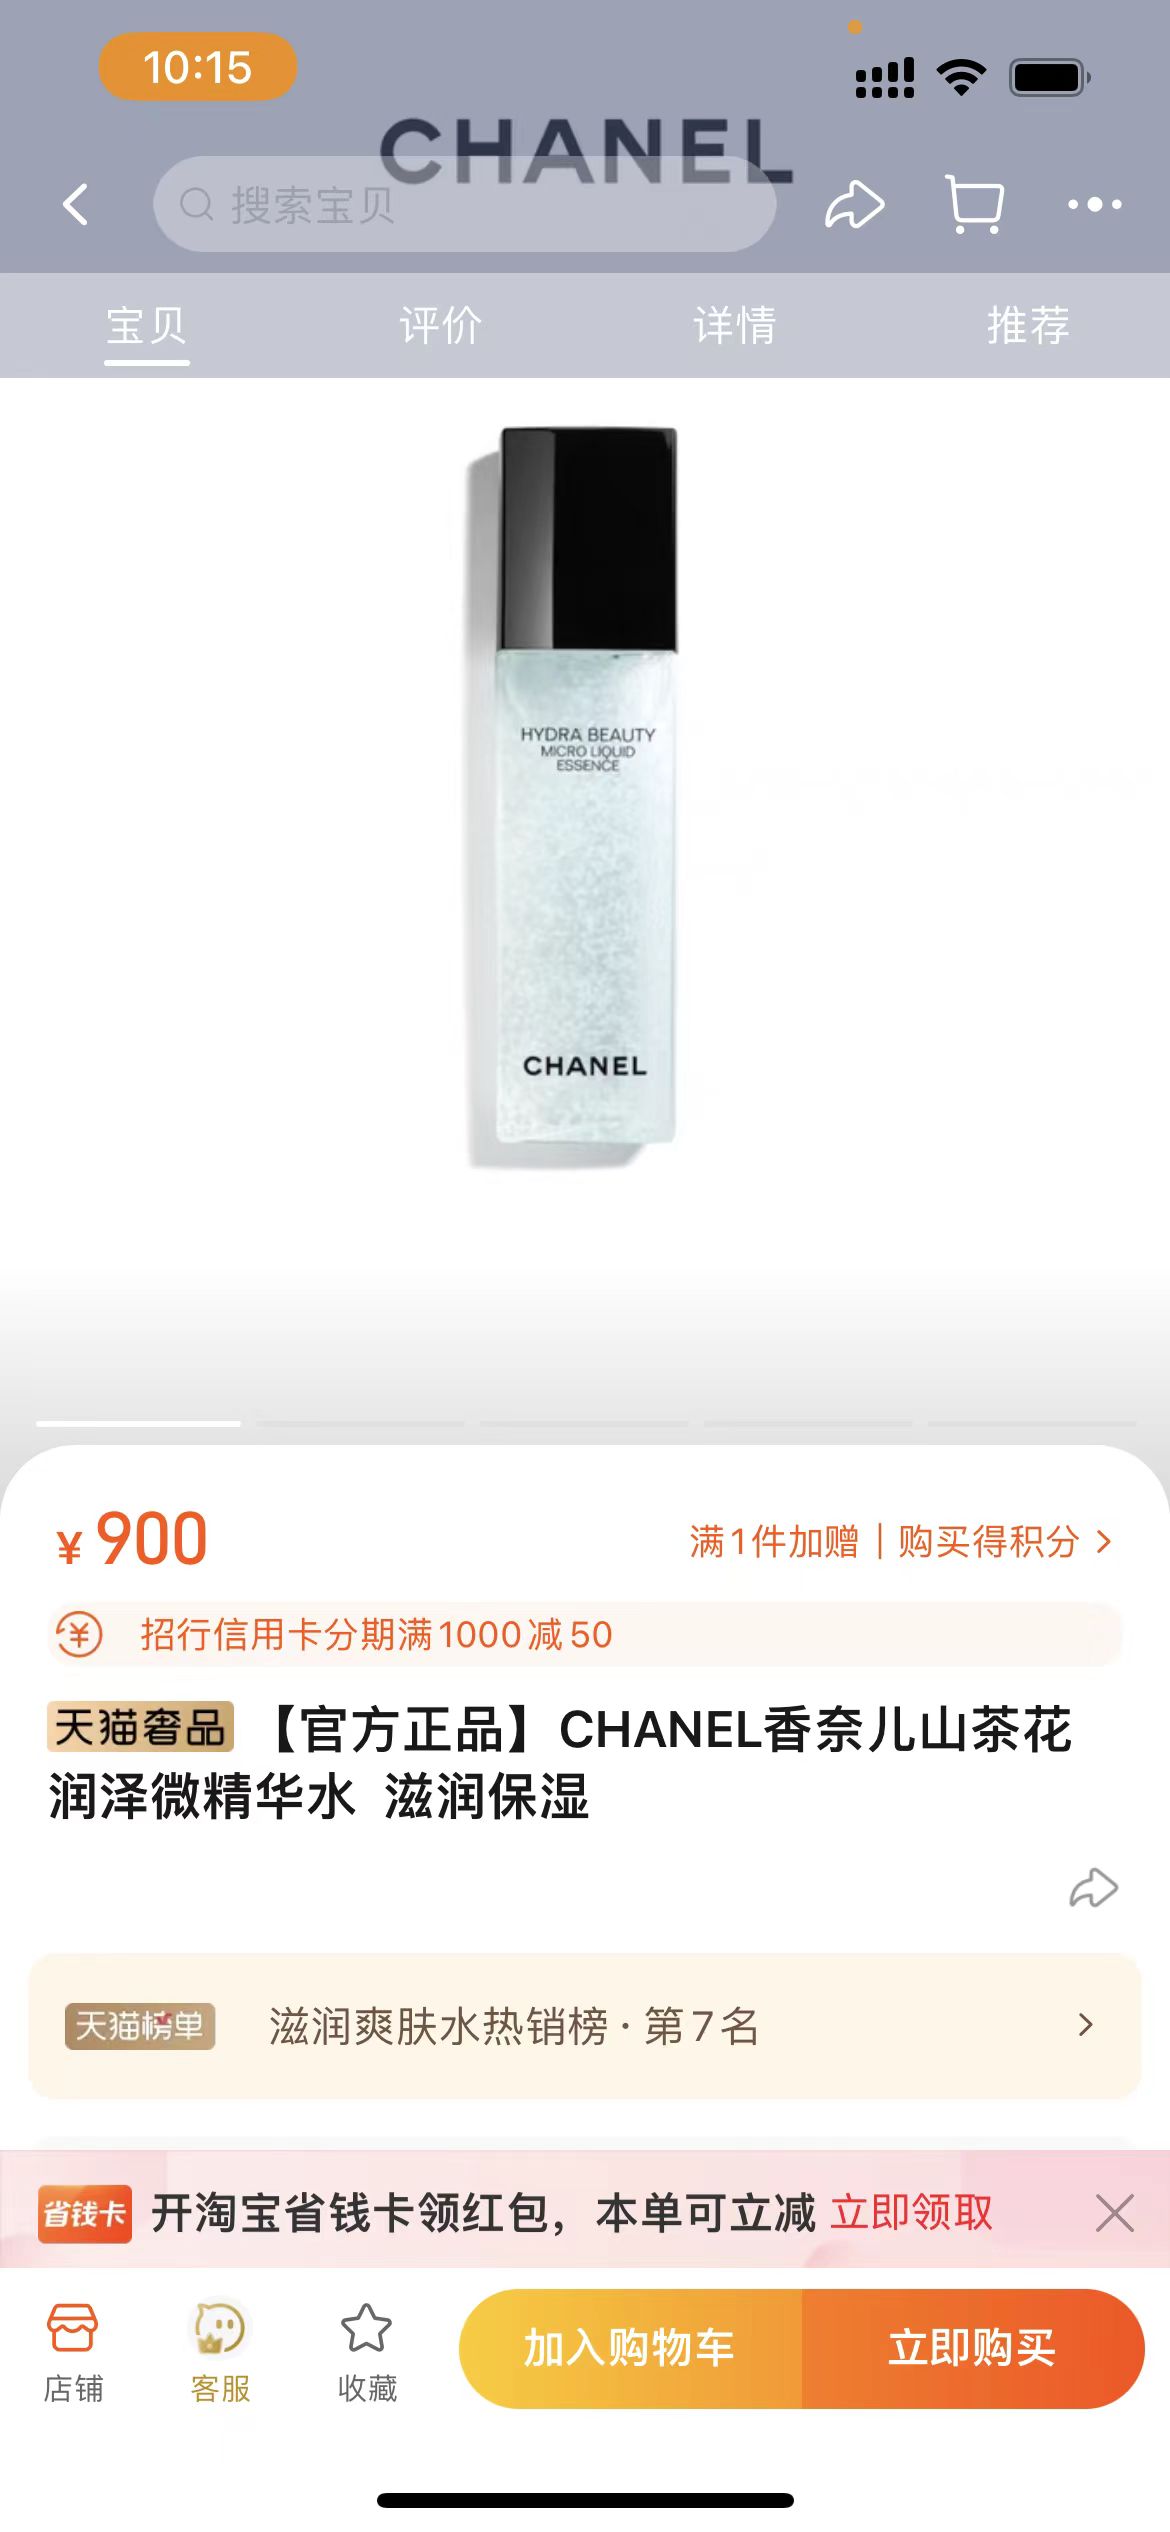 10:15
CHANEL
搜索宝贝
宝贝 评价 详情 推荐
HYDRA BEAUTY
MICRO LIQUID
ESSENCE
CHANEL
¥900 满1件加赠 | 购买得积分
招行信用卡分期满1000减50
天猫奢品 【官方正品】CHANEL香奈儿山茶花
润泽微精华水 滋润保湿
天猫榜单 滋润爽肤水热销榜·第7名
省钱卡 开淘宝省钱卡领红包，本单可立减 立即领取
店铺 客服 收藏 加入购物车 立即购买